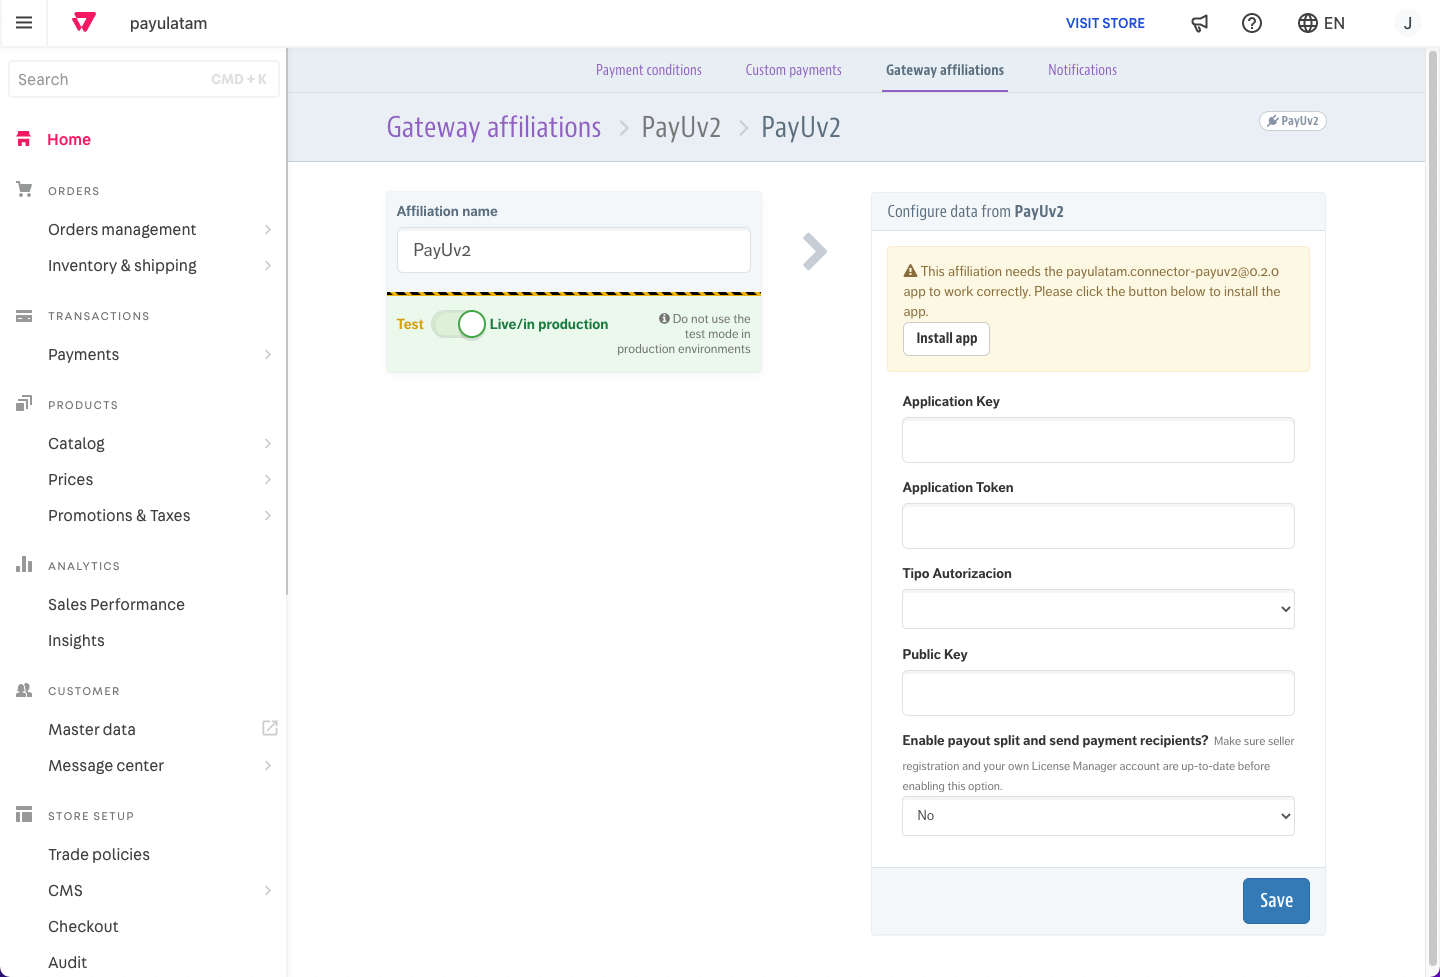 payulatam
VISIT STORE
EN
J
Search
CMD + K
Home
ORDERS
Orders management
Inventory & shipping
TRANSACTIONS
Payments
PRODUCTS
Catalog
Prices
Promotions & Taxes
ANALYTICS
Sales Performance
Insights
CUSTOMER
Master data
Message center
STORE SETUP
Trade policies
CMS
Checkout
Audit
Payment conditions
Custom payments
Gateway affiliations
Notifications
Gateway affiliations
PayUv2
PayUv2
PayUv2
Affiliation name
PayUv2
Test
Live/in production
Do not use the
test mode in
production environments
Configure data from PayUv2
This affiliation needs the payulatam.connector-payuv2@0.2.0
app to work correctly. Please click the button below to install the
app.
Install app
Application Key
Application Token
Tipo Autorizacion
Public Key
Enable payout split and send payment recipients? Make sure seller
registration and your own License Manager account are up-to-date before
enabling this option.
No
Save